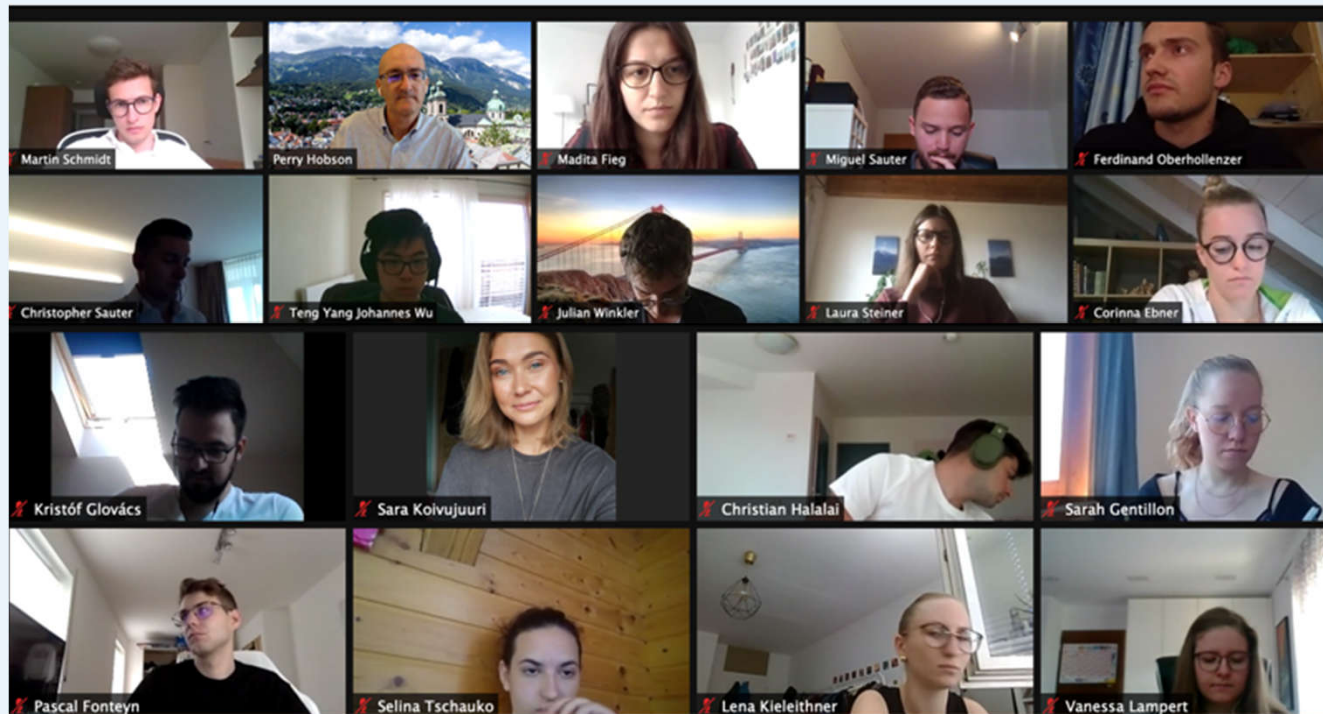 Martin Schmidt
Perry Hobson
Madita Fieg
Miguel Sauter
Ferdinand Oberhollenzer
Christopher Sauter
Teng Yang Johannes Wu
Julian Winkler
Laura Steiner
Corinna Ebner
Kristóf Glovács
Sara Koivujuuri
Christian Halalai
Sarah Gentillon
Pascal Fonteyn
Selina Tschauko
Lena Kieleithner
Vanessa Lampert